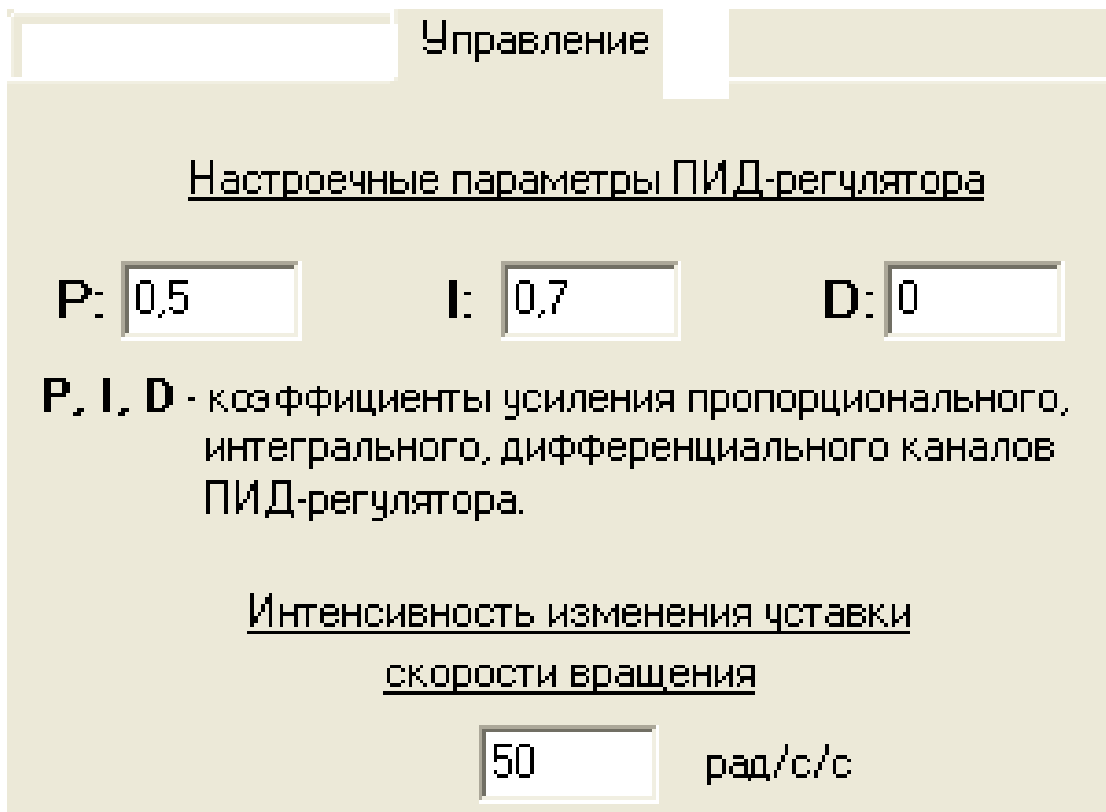 Управление
Настроечные параметры ПИД-регулятора
P: 0,5 I: 0,7 D: 0
P, I, D - коэффициенты усиления пропорционального,
интегрального, дифференциального каналов
ПИД-регулятора.
Интенсивность изменения уставки
скорости вращения
50 рад/с/с